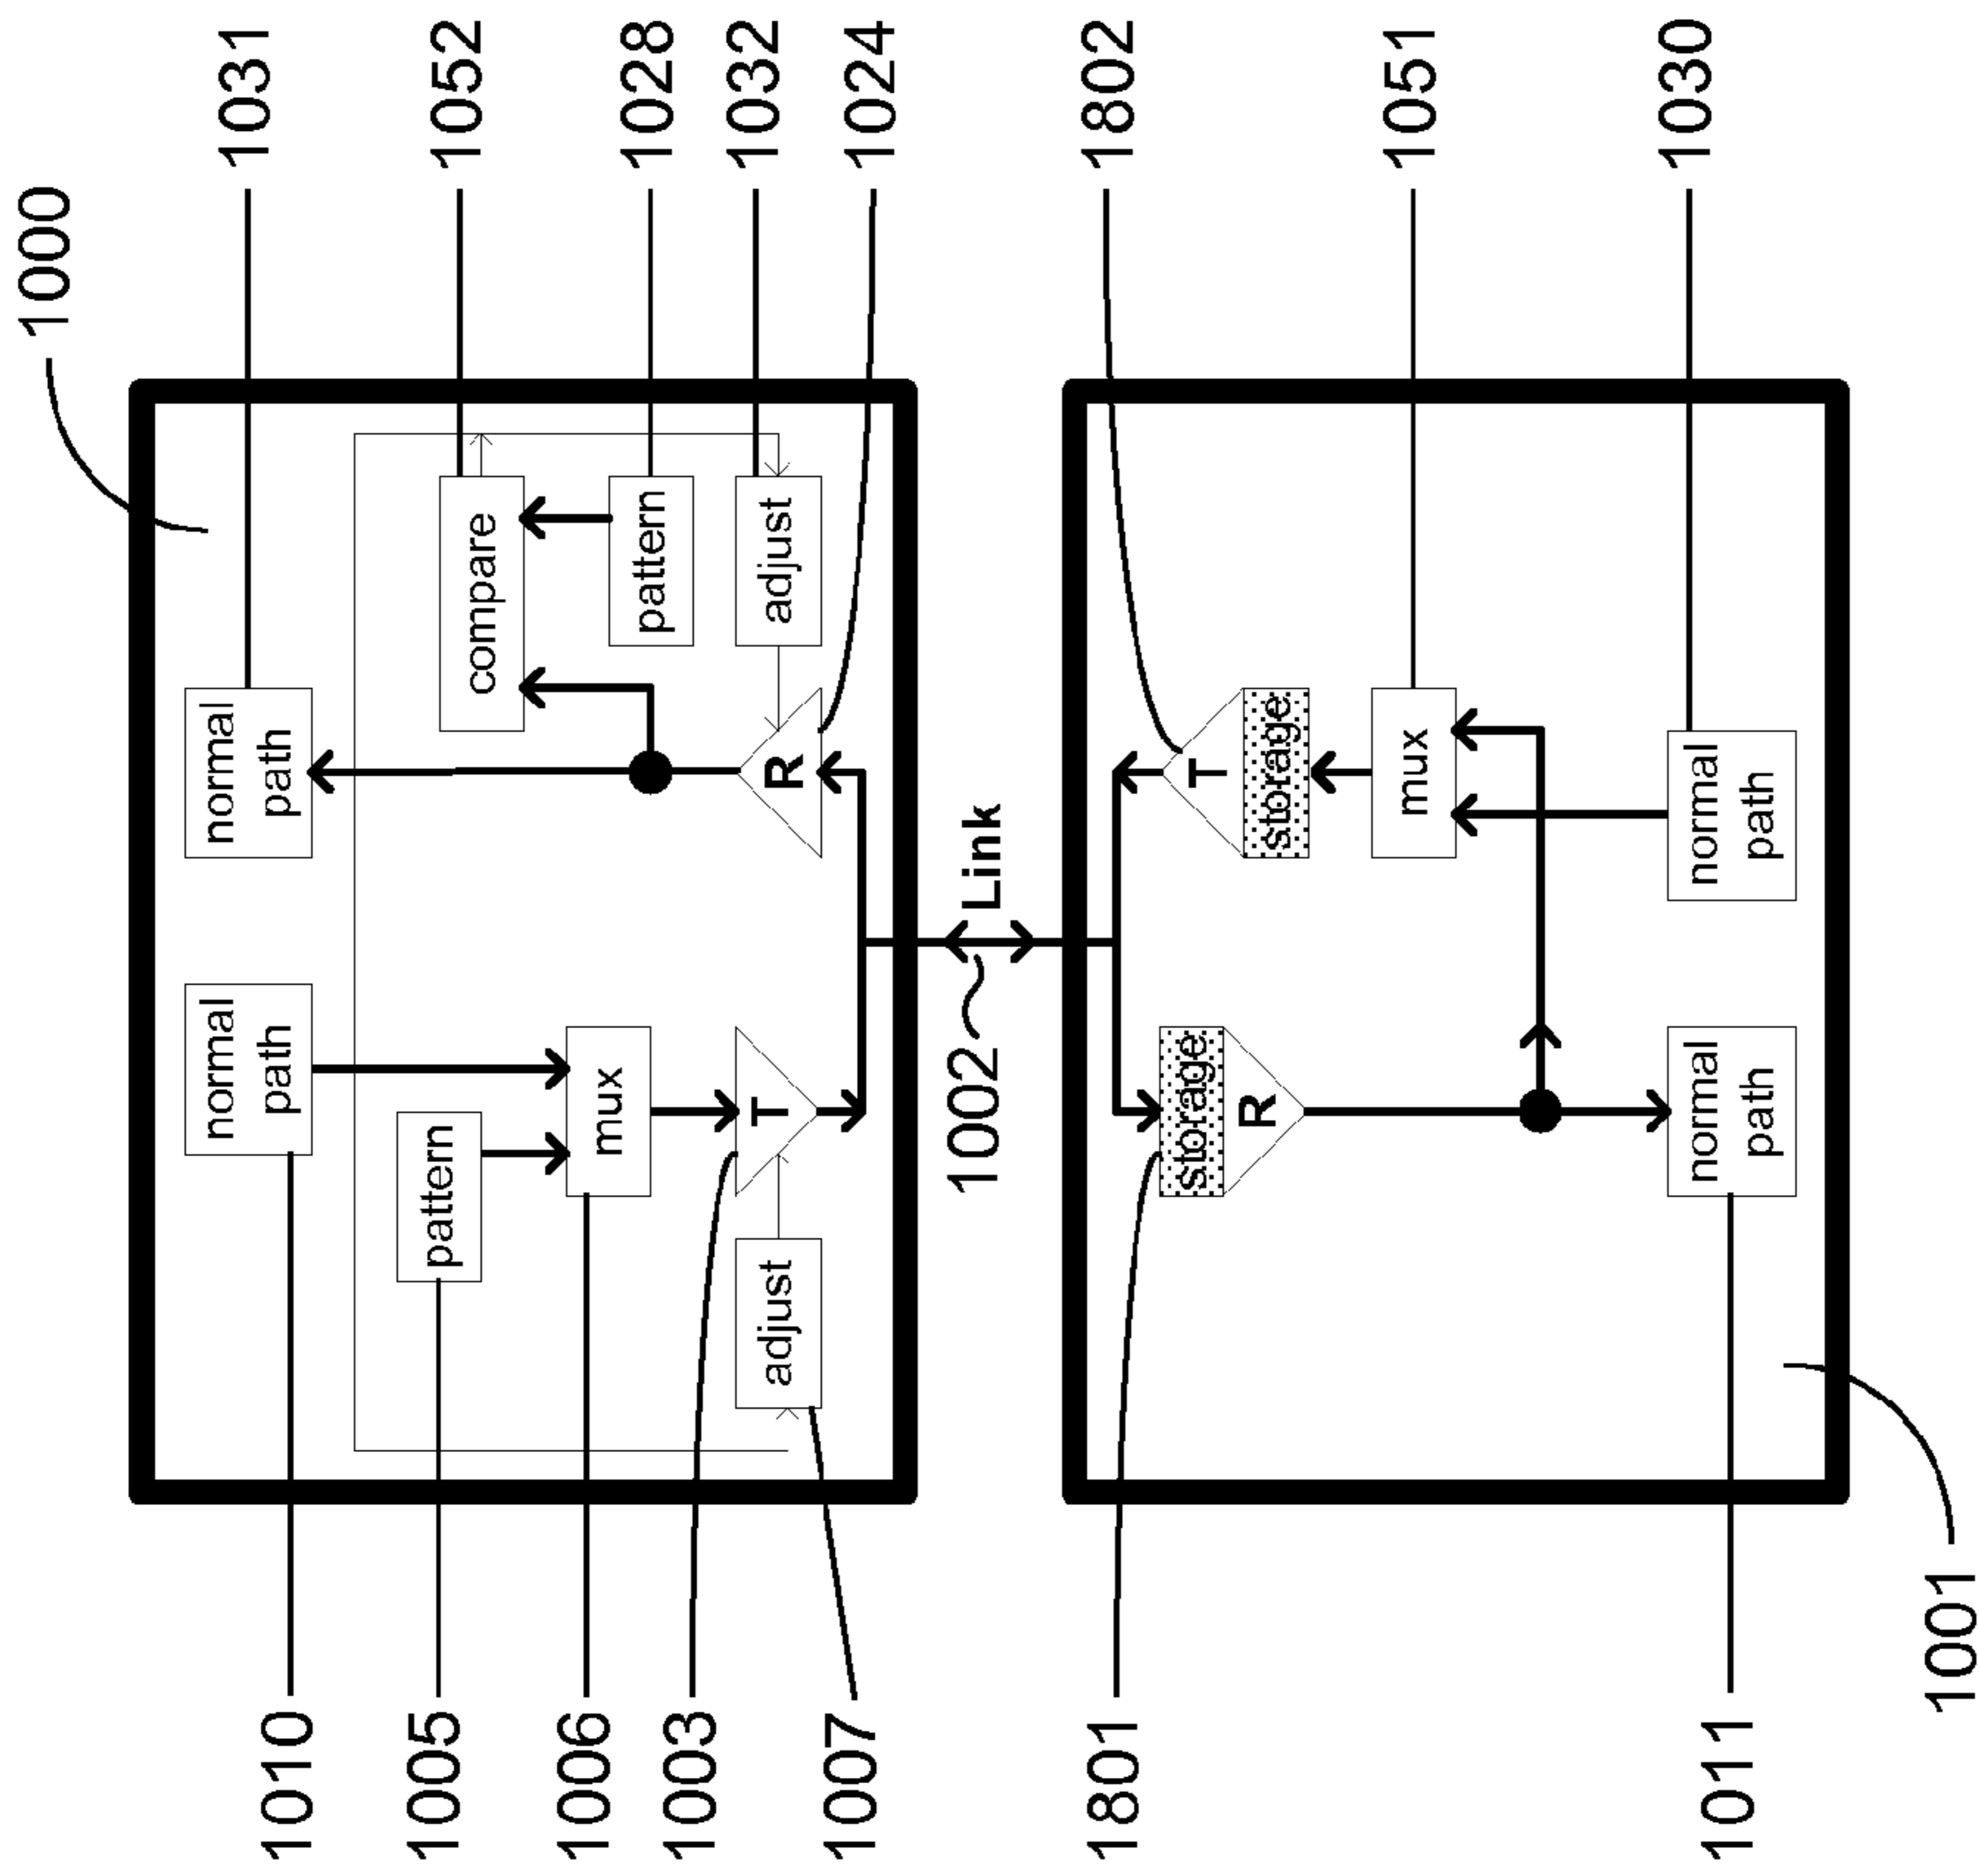 1000
1010
normal
path
normal
path
1031
1005
pattern
compare
1052
1006
mux
pattern
1028
1003
T
R
1032
1007
adjust
adjust
1024
1002
Link
1801
storage
R
T
storage
1802
mux
1051
1011
normal
path
normal
path
1030
1001